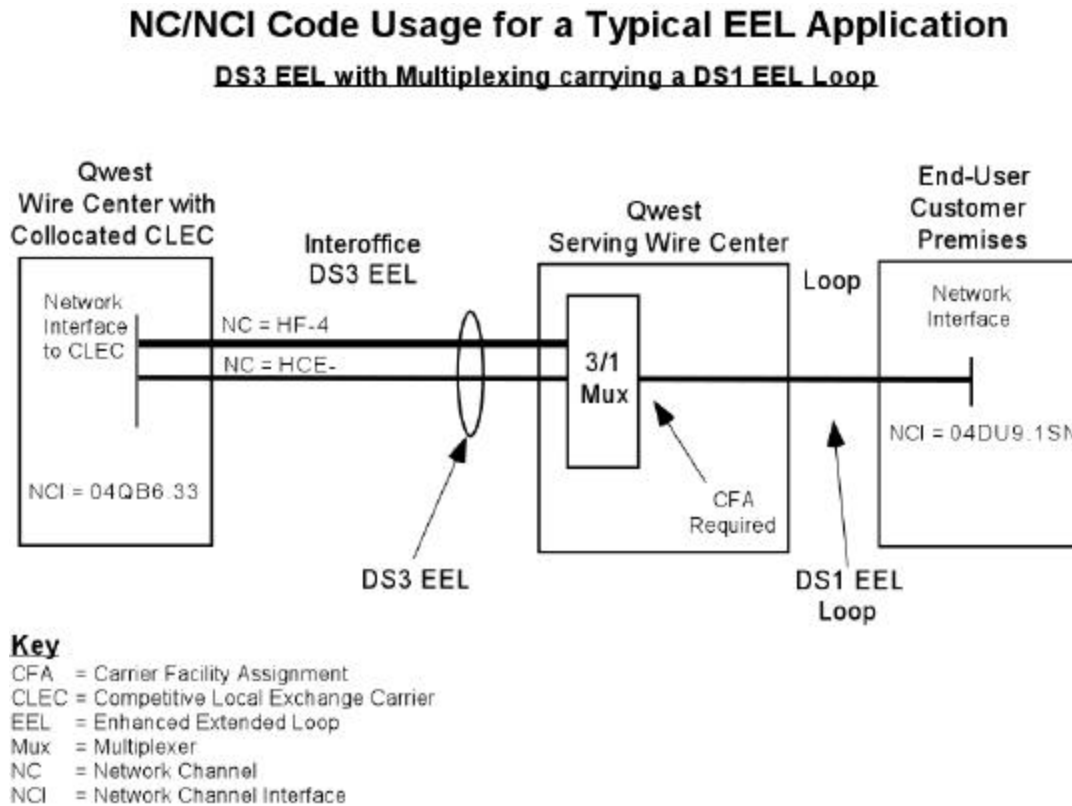 NC/NCI Code Usage for a Typical EEL Application
DS3 EEL with Multiplexing carrying a DS1 EEL Loop
Qwest
Wire Center with
Collocated CLEC
Interoffice
DS3 EEL
Qwest
Serving Wire Center
Loop
End-User
Customer
Premises
Network
Interface
to CLEC
NC = HF-4
NC = HCE-
3/1
Mux
Network
Interface
NCI = 04QB6.33
NCI = 04DU9.1SN
CFA
Required
DS3 EEL
DS1 EEL
Loop
Key
CFA = Carrier Facility Assignment
CLEC = Competitive Local Exchange Carrier
EEL = Enhanced Extended Loop
Mux = Multiplexer
NC = Network Channel
NCI = Network Channel Interface